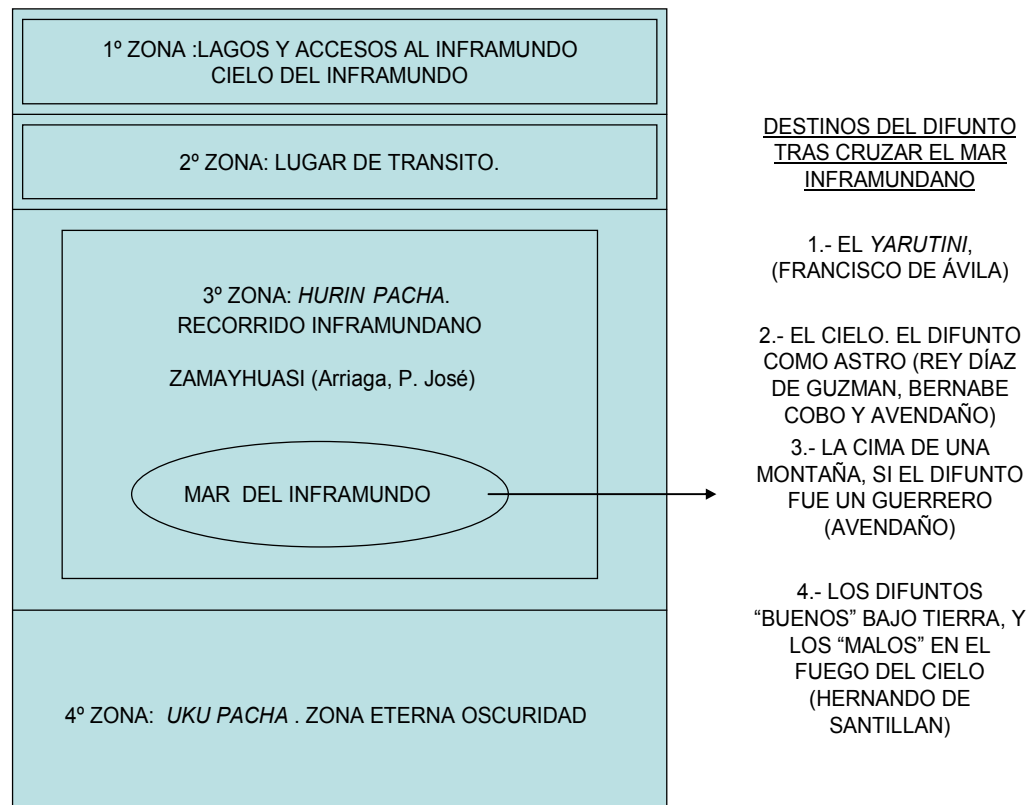 1º ZONA :LAGOS Y ACCESOS AL INFRAMUNDO
CIELO DEL INFRAMUNDO
2º ZONA: LUGAR DE TRANSITO.
3º ZONA: HURIN PACHA.
RECORRIDO INFRAMUNDANO
ZAMAYHUASI (Arriaga, P. José)
MAR DEL INFRAMUNDO
4º ZONA: UKU PACHA . ZONA ETERNA OSCURIDAD
DESTINOS DEL DIFUNTO
TRAS CRUZAR EL MAR
INFRAMUNDANO
1.- EL YARUTINI,
(FRANCISCO DE ÁVILA)
2.- EL CIELO. EL DIFUNTO
COMO ASTRO (REY DÍAZ
DE GUZMAN, BERNABE
COBO Y AVENDAÑO)
3.- LA CIMA DE UNA
MONTAÑA, SI EL DIFUNTO
FUE UN GUERRERO
(AVENDAÑO)
4.- LOS DIFUNTOS
“BUENOS” BAJO TIERRA, Y
LOS “MALOS” EN EL
FUEGO DEL CIELO
(HERNANDO DE
SANTILLAN)